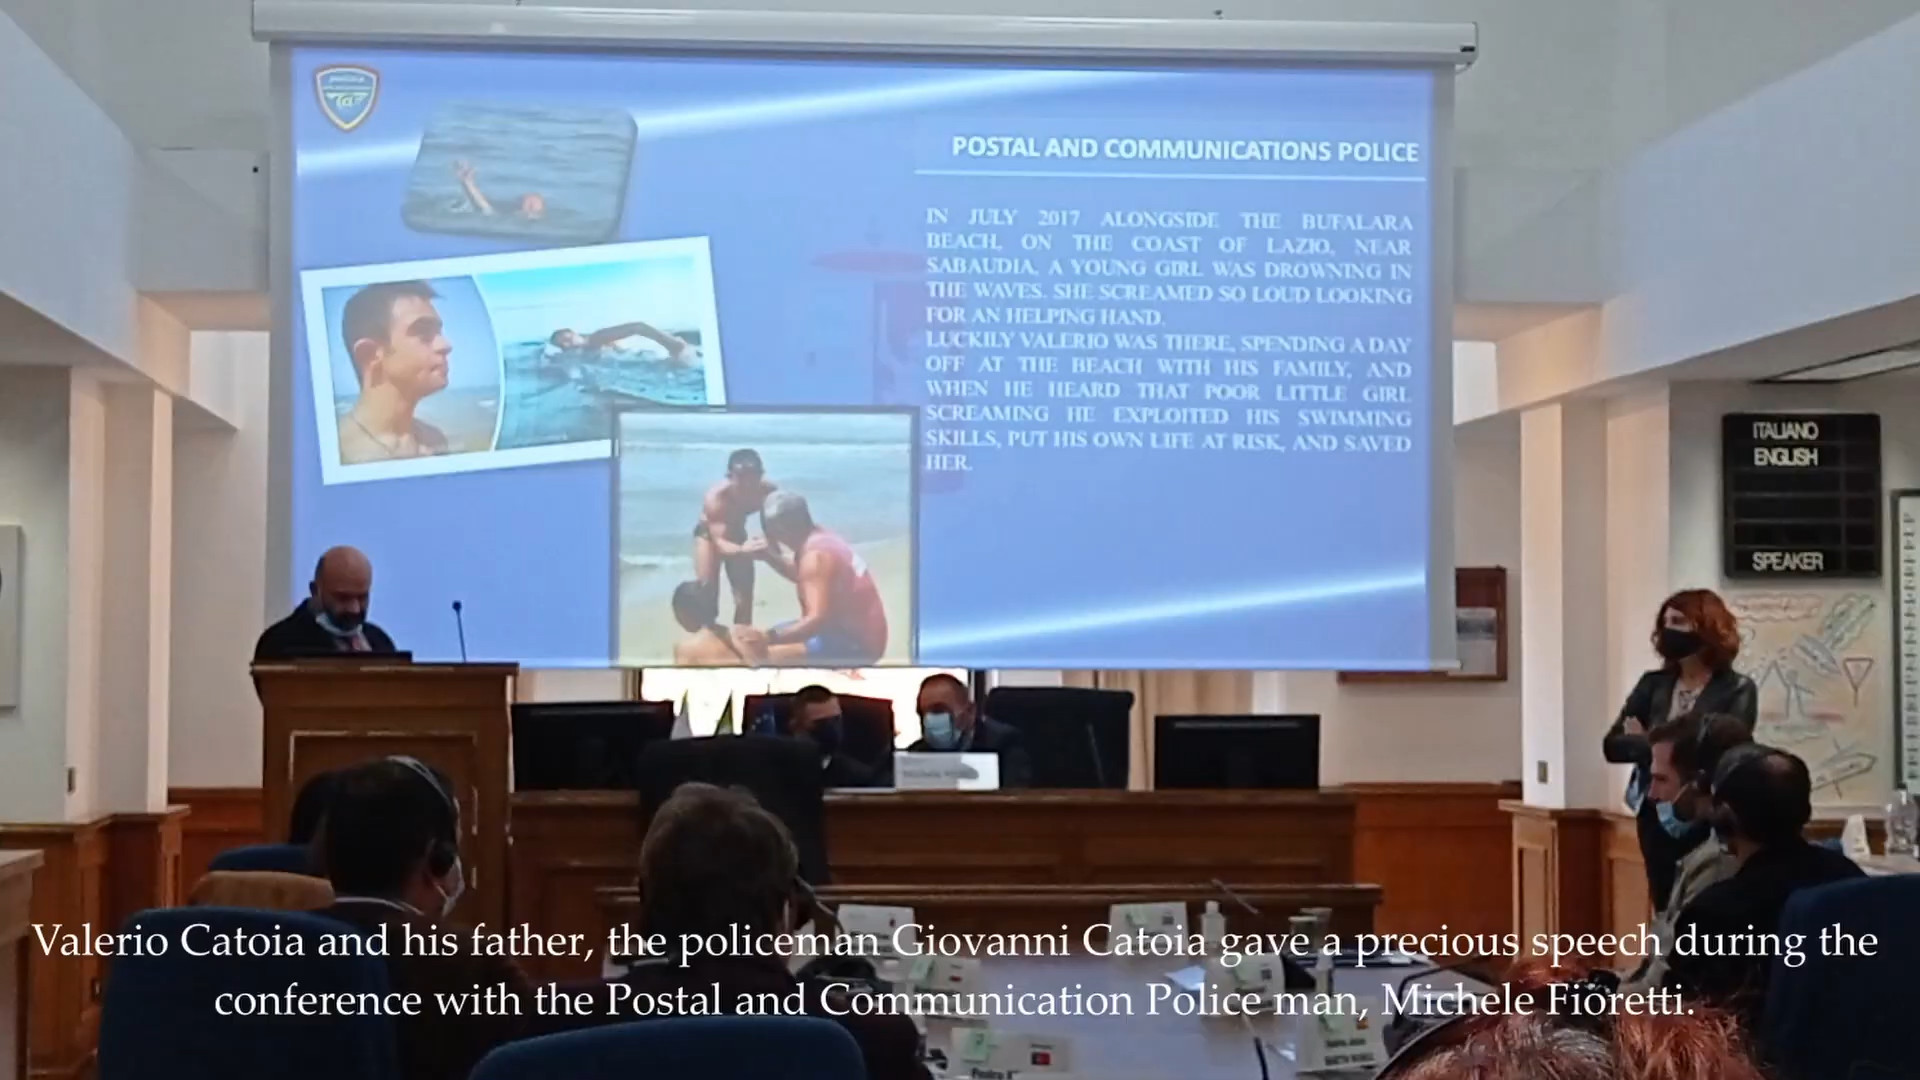 POSTAL AND COMMUNICATIONS POLICE
IN JULY 2017 ALONGSIDE THE BUFALARA
BEACH, ON THE COAST OF LAZIO, NEAR
SABAUDIA, A YOUNG GIRL WAS DROWNING IN
THE WAVES. SHE SCREAMED SO LOUD LOOKING
FOR AN HELPING HAND.
LUCKILY VALERIO WAS THERE, SPENDING A DAY
OFF AT THE BEACH WITH HIS FAMILY, AND
WHEN HE HEARD THAT POOR LITTLE GIRL
SCREAMING HE EXPLOITED HIS SWIMMING
SKILLS, PUT HIS OWN LIFE AT RISK, AND SAVED
HER.
ITALIANO
ENGLISH
SPEAKER
Valerio Catoia and his father, the policeman Giovanni Catoia gave a precious speech during the
conference with the Postal and Communication Police man, Michele Fioretti.